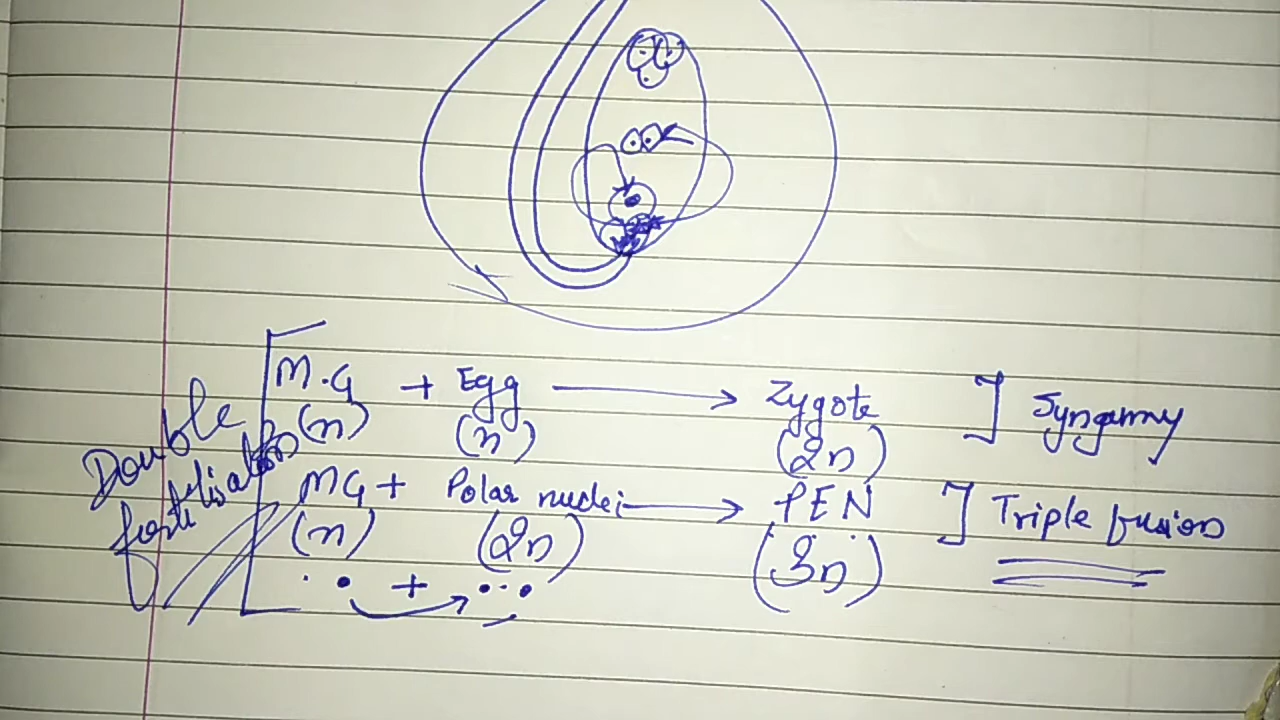 M.G + Egg ⟶ Zygote ] Syngamy
(n) (n) (2n)
Double
fertilisation
MG + Polar nuclei ⟶ PEN ] Triple fusion
(n) (2n) (3n)
+